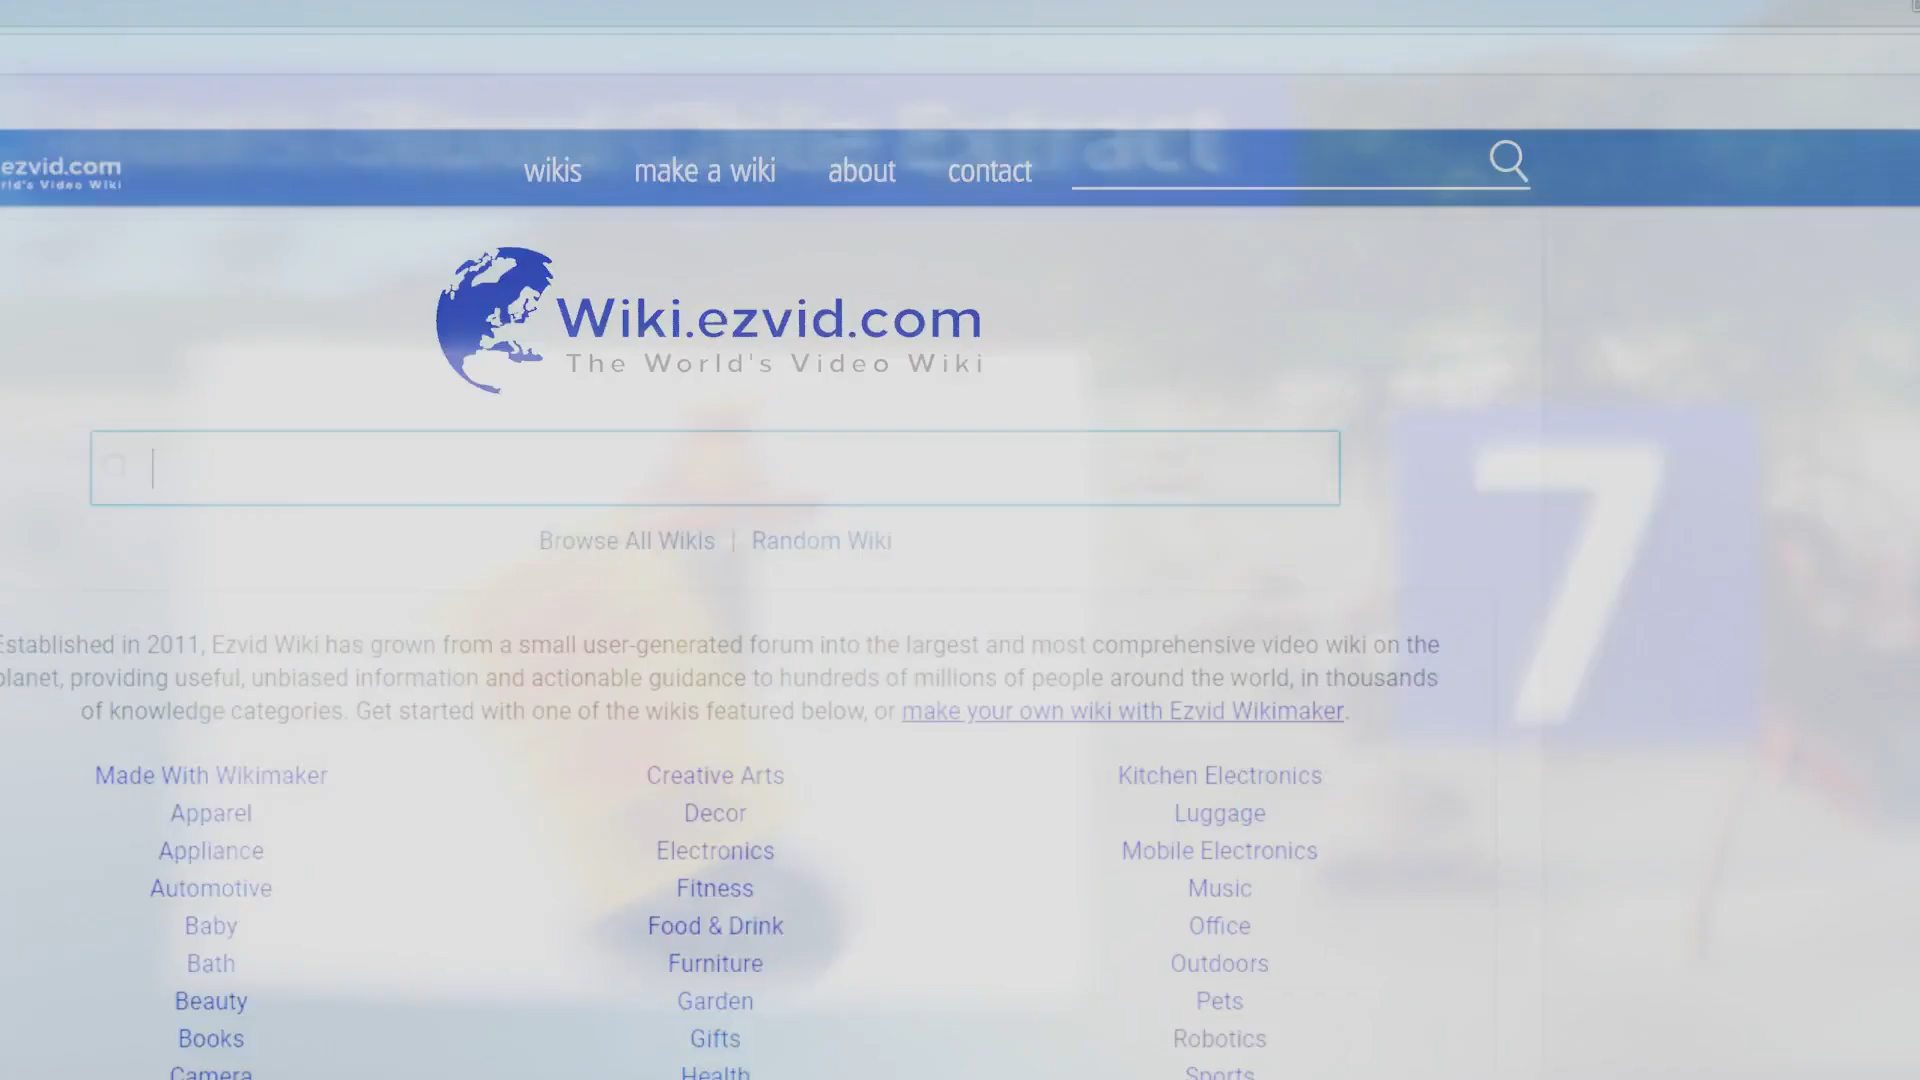 Extract
ezvid.com
wikis make a wiki about contact
Wiki.ezvid.com
The World's Video Wiki
Browse All Wikis | Random Wiki
7
Established in 2011, Ezvid Wiki has grown from a small user-generated forum into the largest and most comprehensive video wiki on the
planet, providing useful, unbiased information and actionable guidance to hundreds of millions of people around the world, in thousands
of knowledge categories. Get started with one of the wikis featured below, or make your own wiki with Ezvid Wikimaker.
Made With Wikimaker Creative Arts Kitchen Electronics
Apparel Decor Luggage
Appliance Electronics Mobile Electronics
Automotive Fitness Music
Baby Food & Drink Office
Bath Furniture Outdoors
Beauty Garden Pets
Books Gifts Robotics
Camera Health Sports